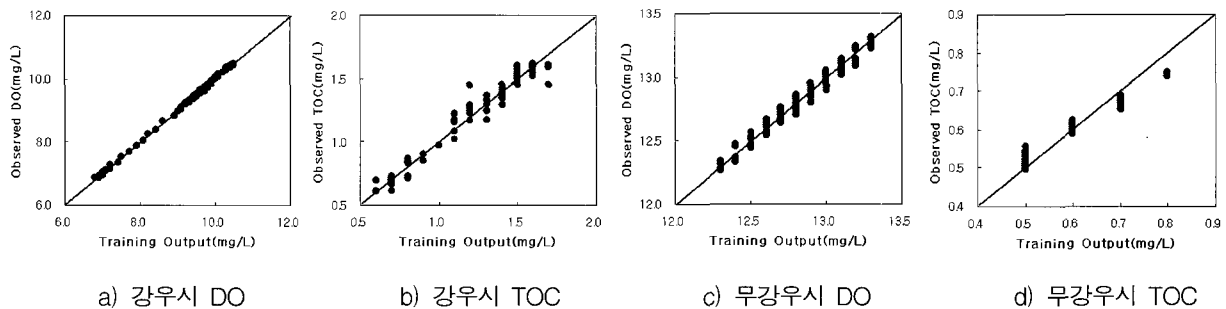 Observed DO(mg/L)
12.0
10.0
8.0
6.0
6.0 8.0 10.0 12.0
Training Output(mg/L)
a) 강우시 DO
Observed TOC(mg/L)
2.0
1.5
1.0
0.5
0.5 1.0 1.5 2.0
Training Output(mg/L)
b) 강우시 TOC
Observed DO(mg/L)
13.5
13.0
12.5
12.0
12.0 12.5 13.0 13.5
Training Output(mg/L)
c) 무강우시 DO
Observed TOC(mg/L)
0.9
0.8
0.7
0.6
0.5
0.4
0.4 0.5 0.6 0.7 0.8 0.9
Training Output(mg/L)
d) 무강우시 TOC